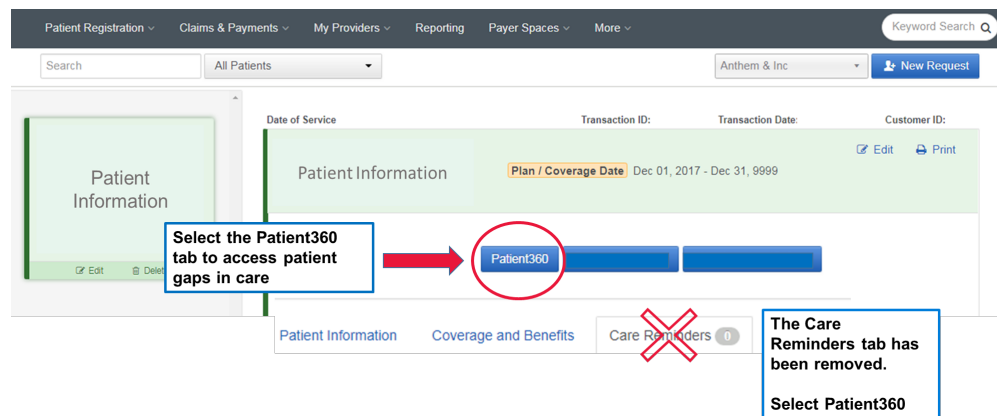 Patient Registration Claims & Payments My Providers Reporting Payer Spaces More Keyword Search
Search All Patients Anthem & Inc New Request
Date of Service Transaction ID: Transaction Date: Customer ID:
Edit Print
Patient
Information
Patient Information Plan / Coverage Date Dec 01, 2017 - Dec 31, 9999
Edit Delet
Select the Patient360
tab to access patient
gaps in care
Patient360
Patient Information Coverage and Benefits Care Reminders 0
The Care
Reminders tab has
been removed.
Select Patient360